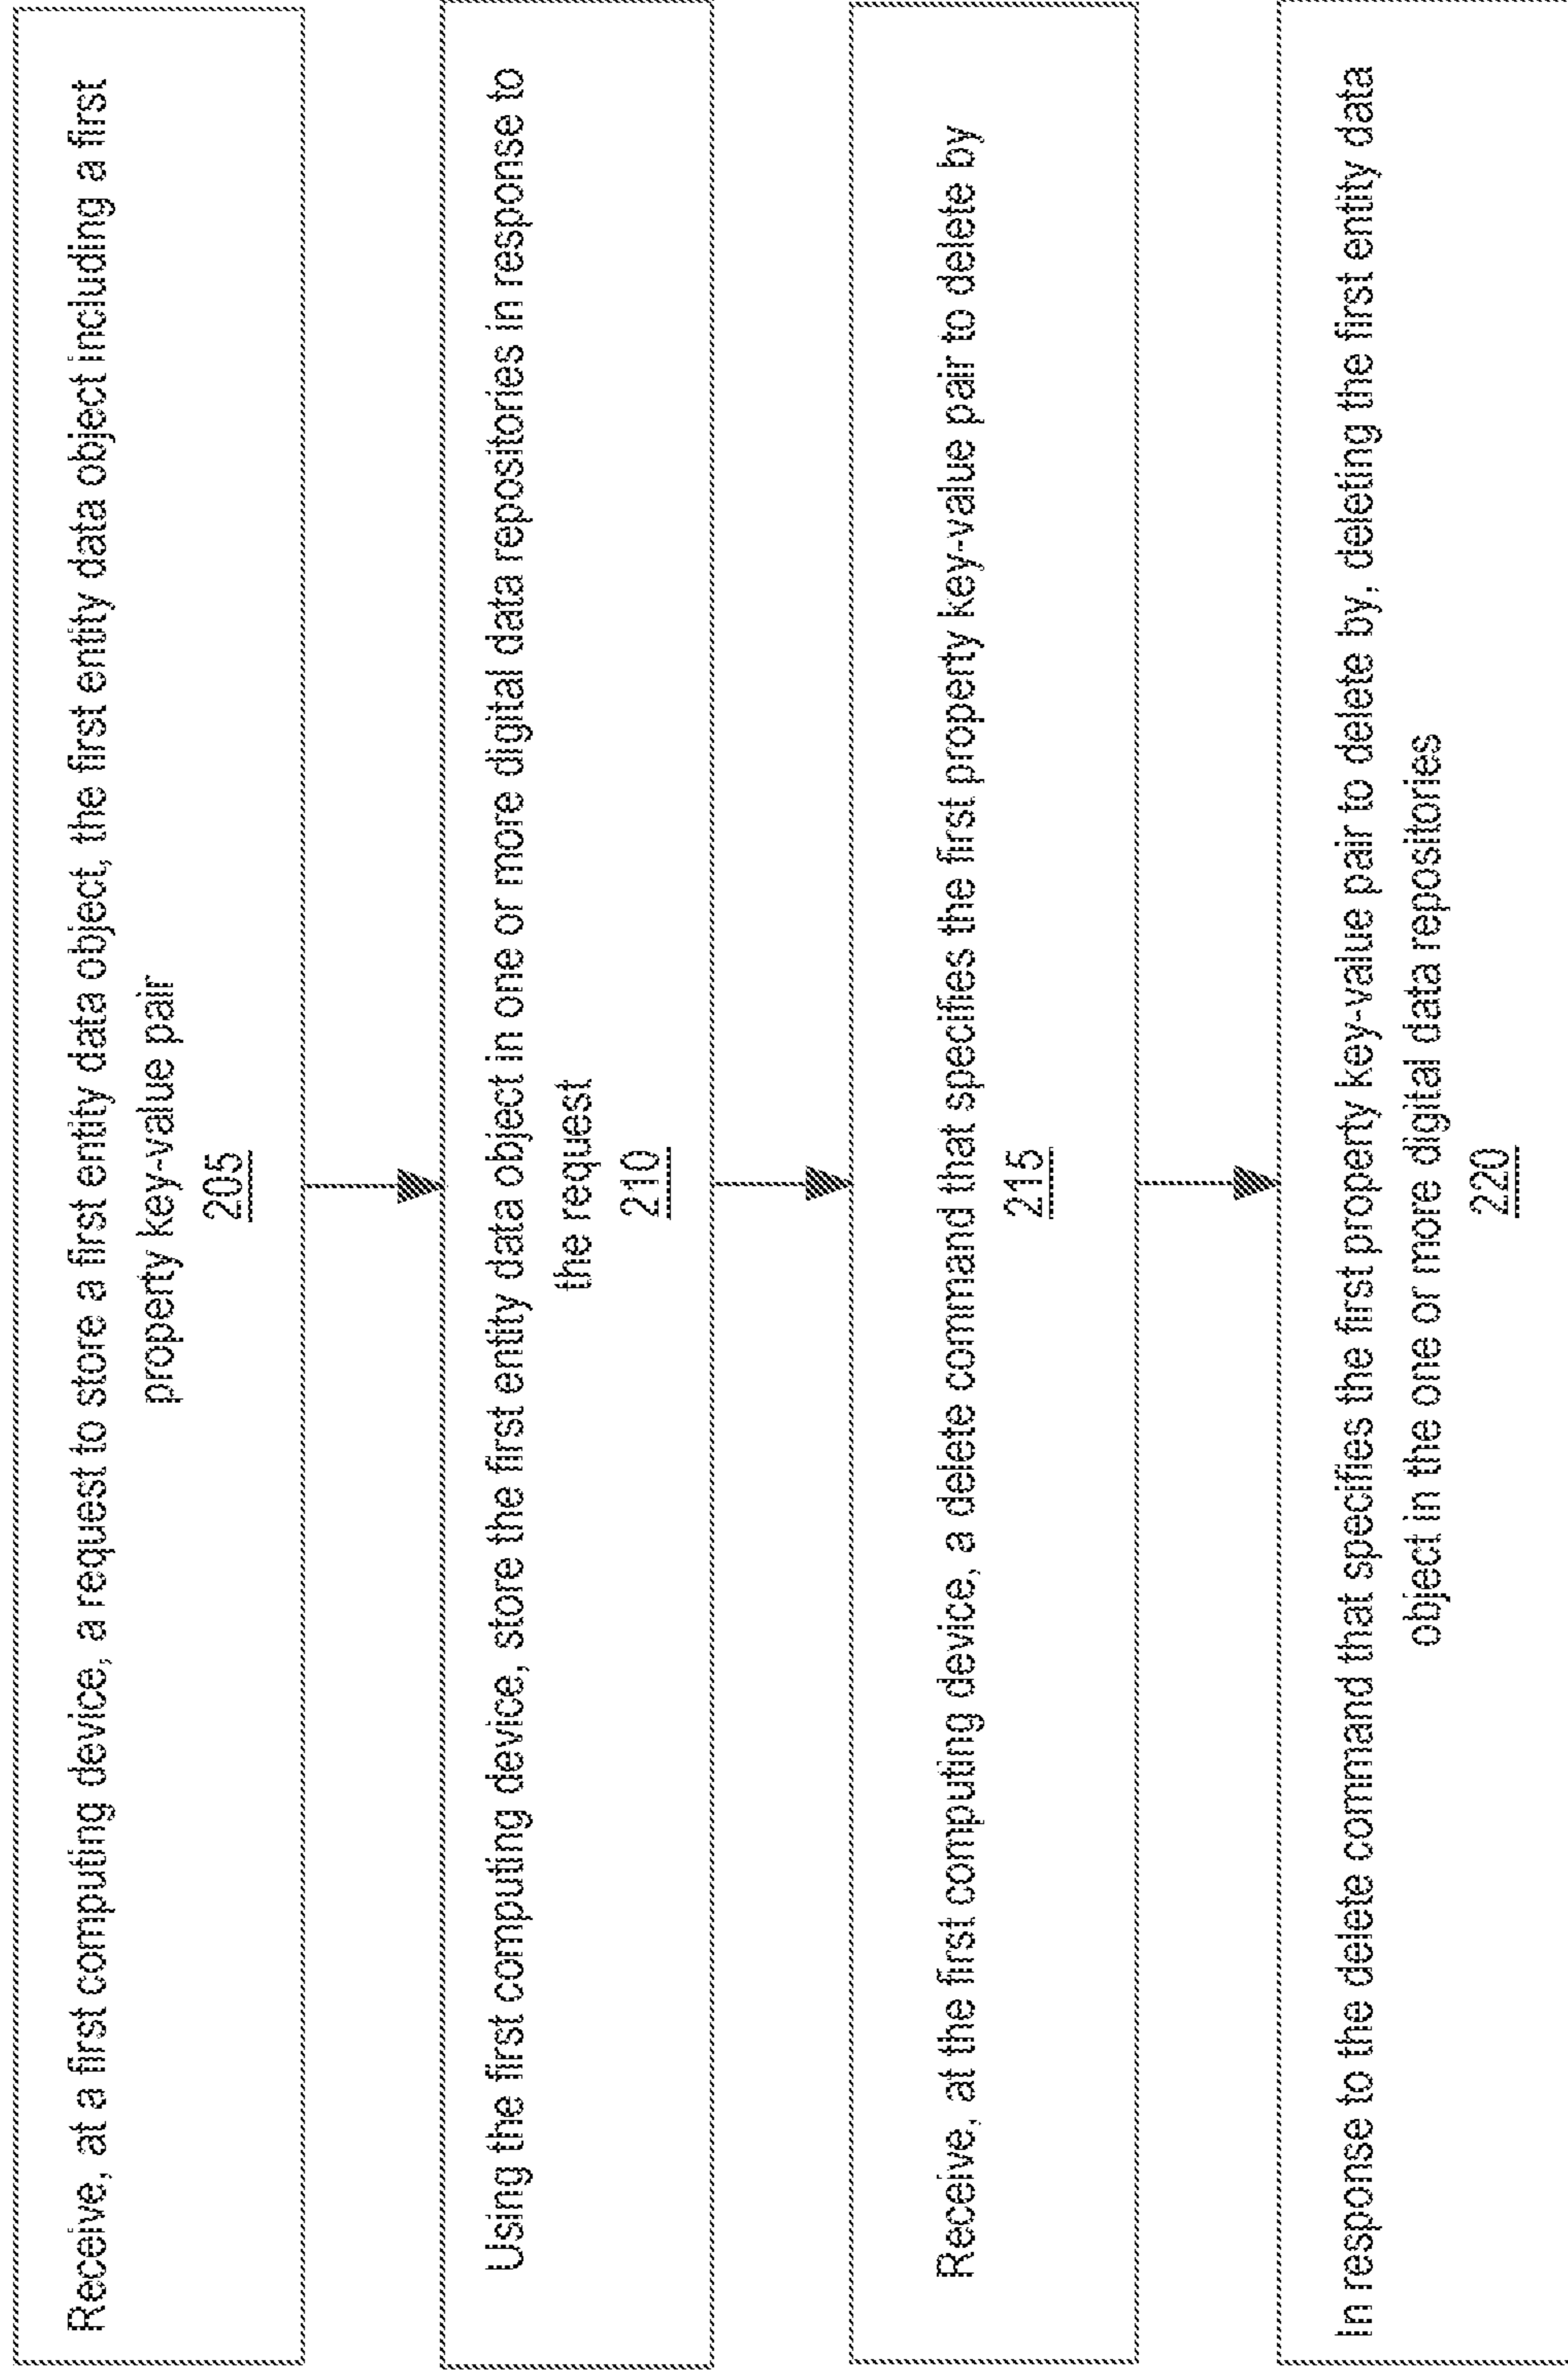 Receive, at a first computing device, a request to store a first entity data object, the first entity data object including a first
property key-value pair
205
Using the first computing device, store the first entity data object in one or more digital data repositories in response to
the request
210
Receive, at the first computing device, a delete command that specifies the first property key-value pair to delete by
215
In response to the delete command that specifies the first property key-value pair to delete by, deleting the first entity data
object in the one or more digital data repositories
220